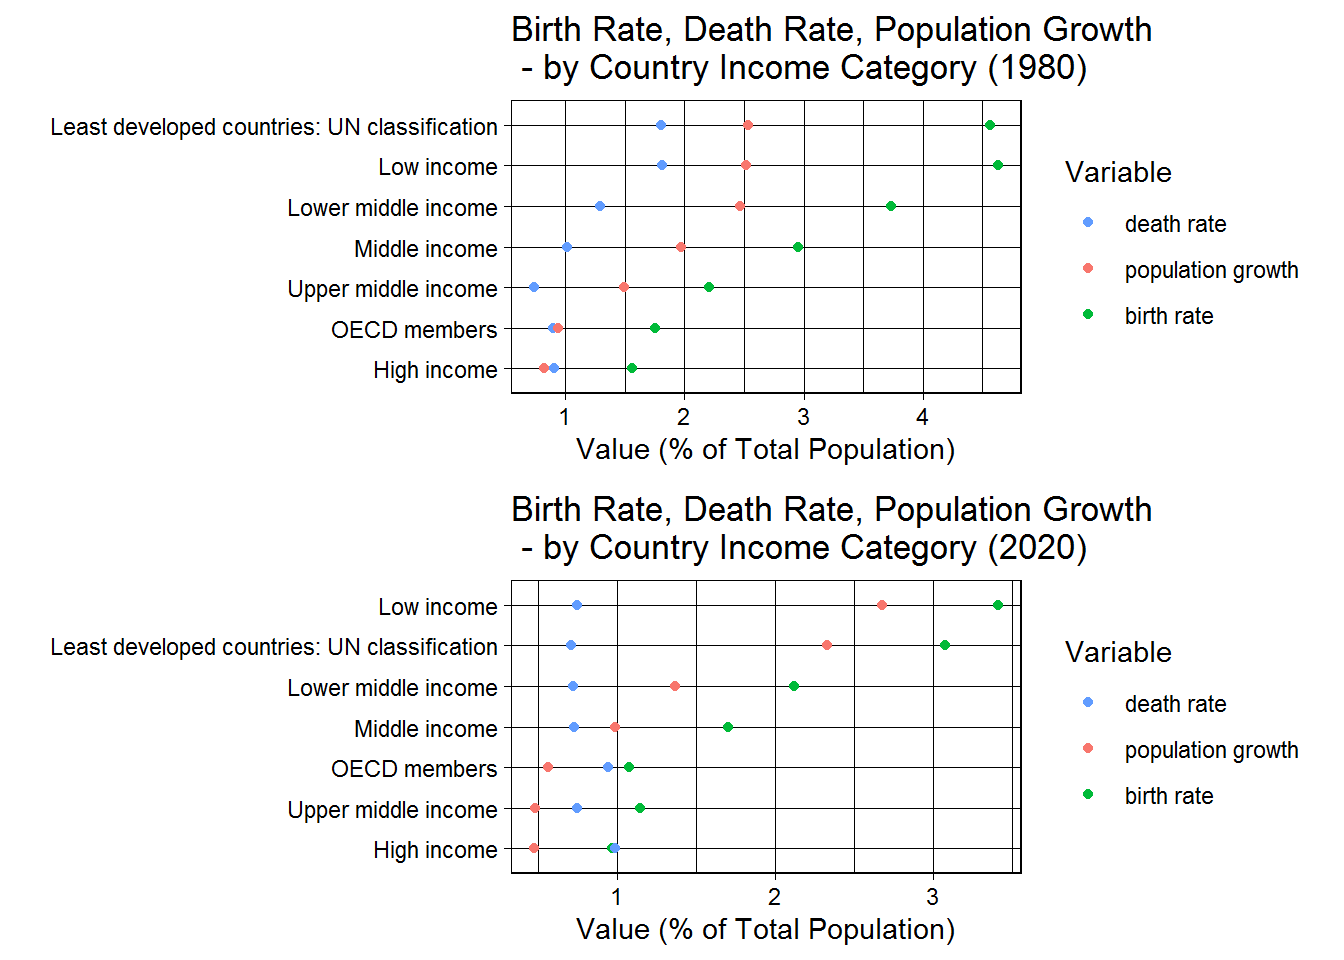 Birth Rate, Death Rate, Population Growth
- by Country Income Category (1980)
Least developed countries: UN classification
Low income
Lower middle income
Middle income
Upper middle income
OECD members
High income
1 2 3 4
Value (% of Total Population)
Variable
death rate
population growth
birth rate
Birth Rate, Death Rate, Population Growth
- by Country Income Category (2020)
Low income
Least developed countries: UN classification
Lower middle income
Middle income
OECD members
Upper middle income
High income
1 2 3
Value (% of Total Population)
Variable
death rate
population growth
birth rate